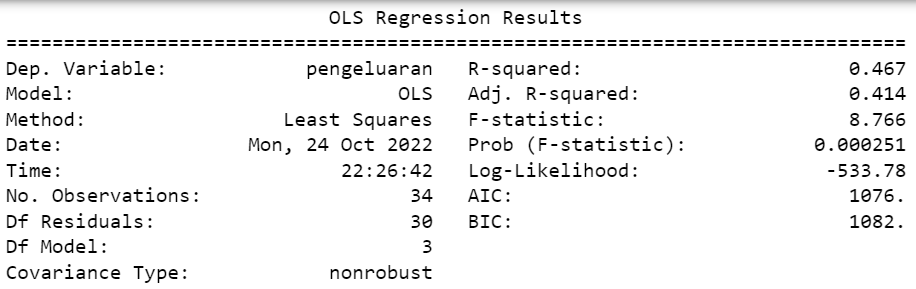 OLS Regression Results
==============================================================================
Dep. Variable: pengeluaran R-squared: 0.467
Model: OLS Adj. R-squared: 0.414
Method: Least Squares F-statistic: 8.766
Date: Mon, 24 Oct 2022 Prob (F-statistic): 0.000251
Time: 22:26:42 Log-Likelihood: -533.78
No. Observations: 34 AIC: 1076.
Df Residuals: 30 BIC: 1082.
Df Model: 3
Covariance Type: nonrobust